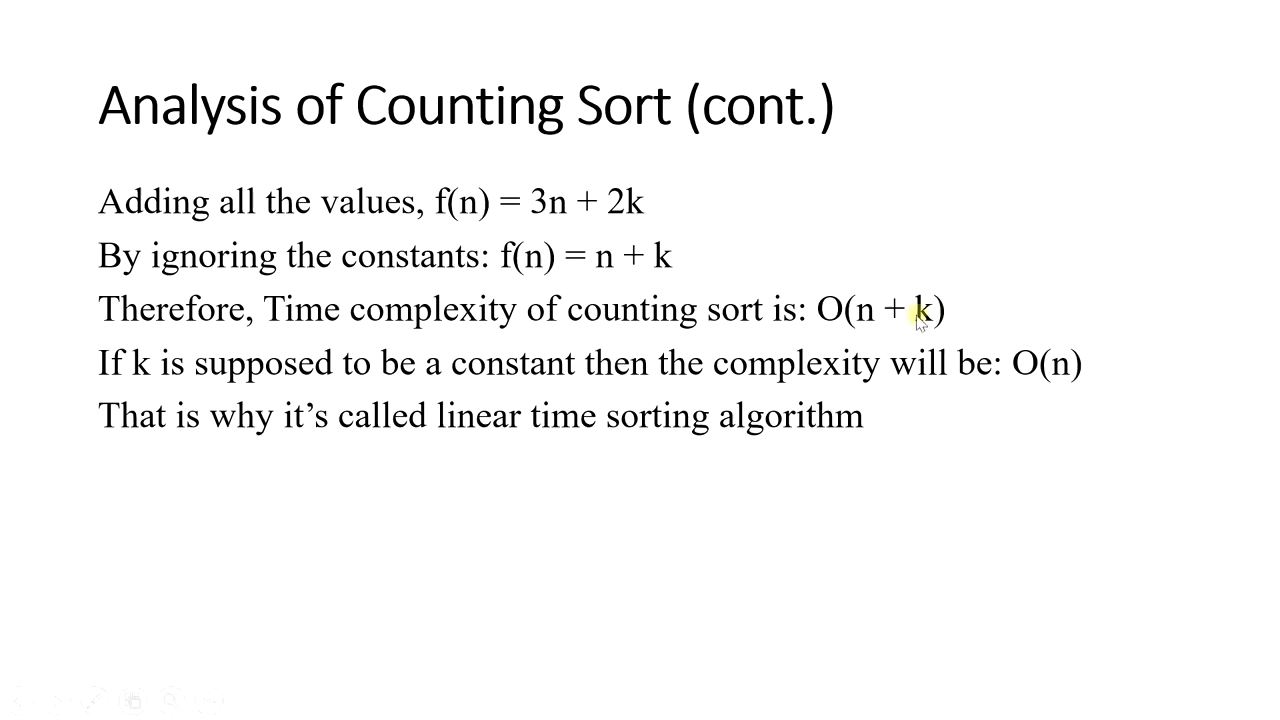 Analysis of Counting Sort (cont.)
Adding all the values, f(n) = 3n + 2k
By ignoring the constants: f(n) = n + k
Therefore, Time complexity of counting sort is: O(n + k)
If k is supposed to be a constant then the complexity will be: O(n)
That is why it’s called linear time sorting algorithm